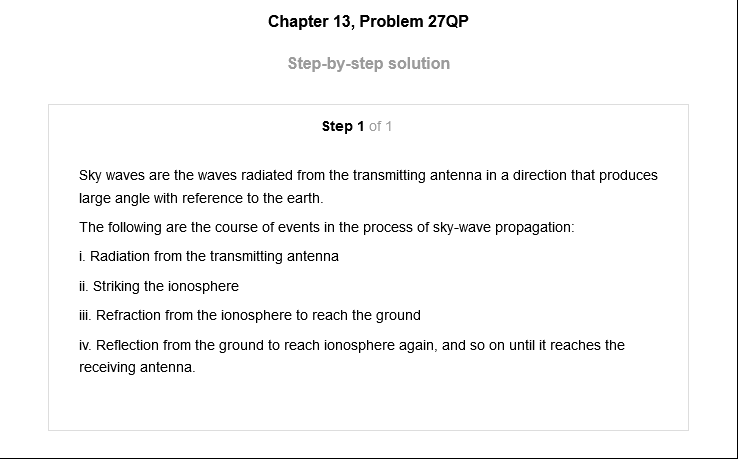 Chapter 13, Problem 27QP
Step-by-step solution
Step 1 of 1
Sky waves are the waves radiated from the transmitting antenna in a direction that produces
large angle with reference to the earth.
The following are the course of events in the process of sky-wave propagation:
i. Radiation from the transmitting antenna
ii. Striking the ionosphere
iii. Refraction from the ionosphere to reach the ground
iv. Reflection from the ground to reach ionosphere again, and so on until it reaches the
receiving antenna.